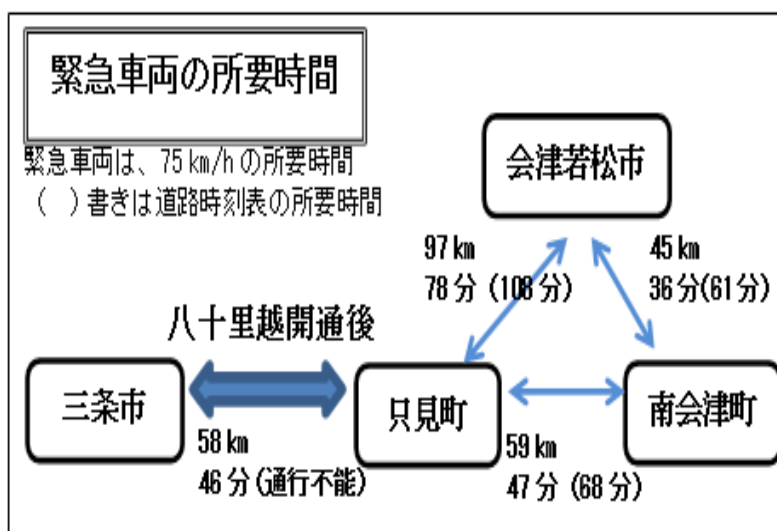 緊急車両の所要時間
緊急車両は、75km/hの所要時間
（　）書きは道路時刻表の所要時間
会津若松市
97km
78分（108分）
45km
36分(61分)
八十里越開通後
三条市
58km
46分(通行不能)
只見町
59km
47分（68分）
南会津町